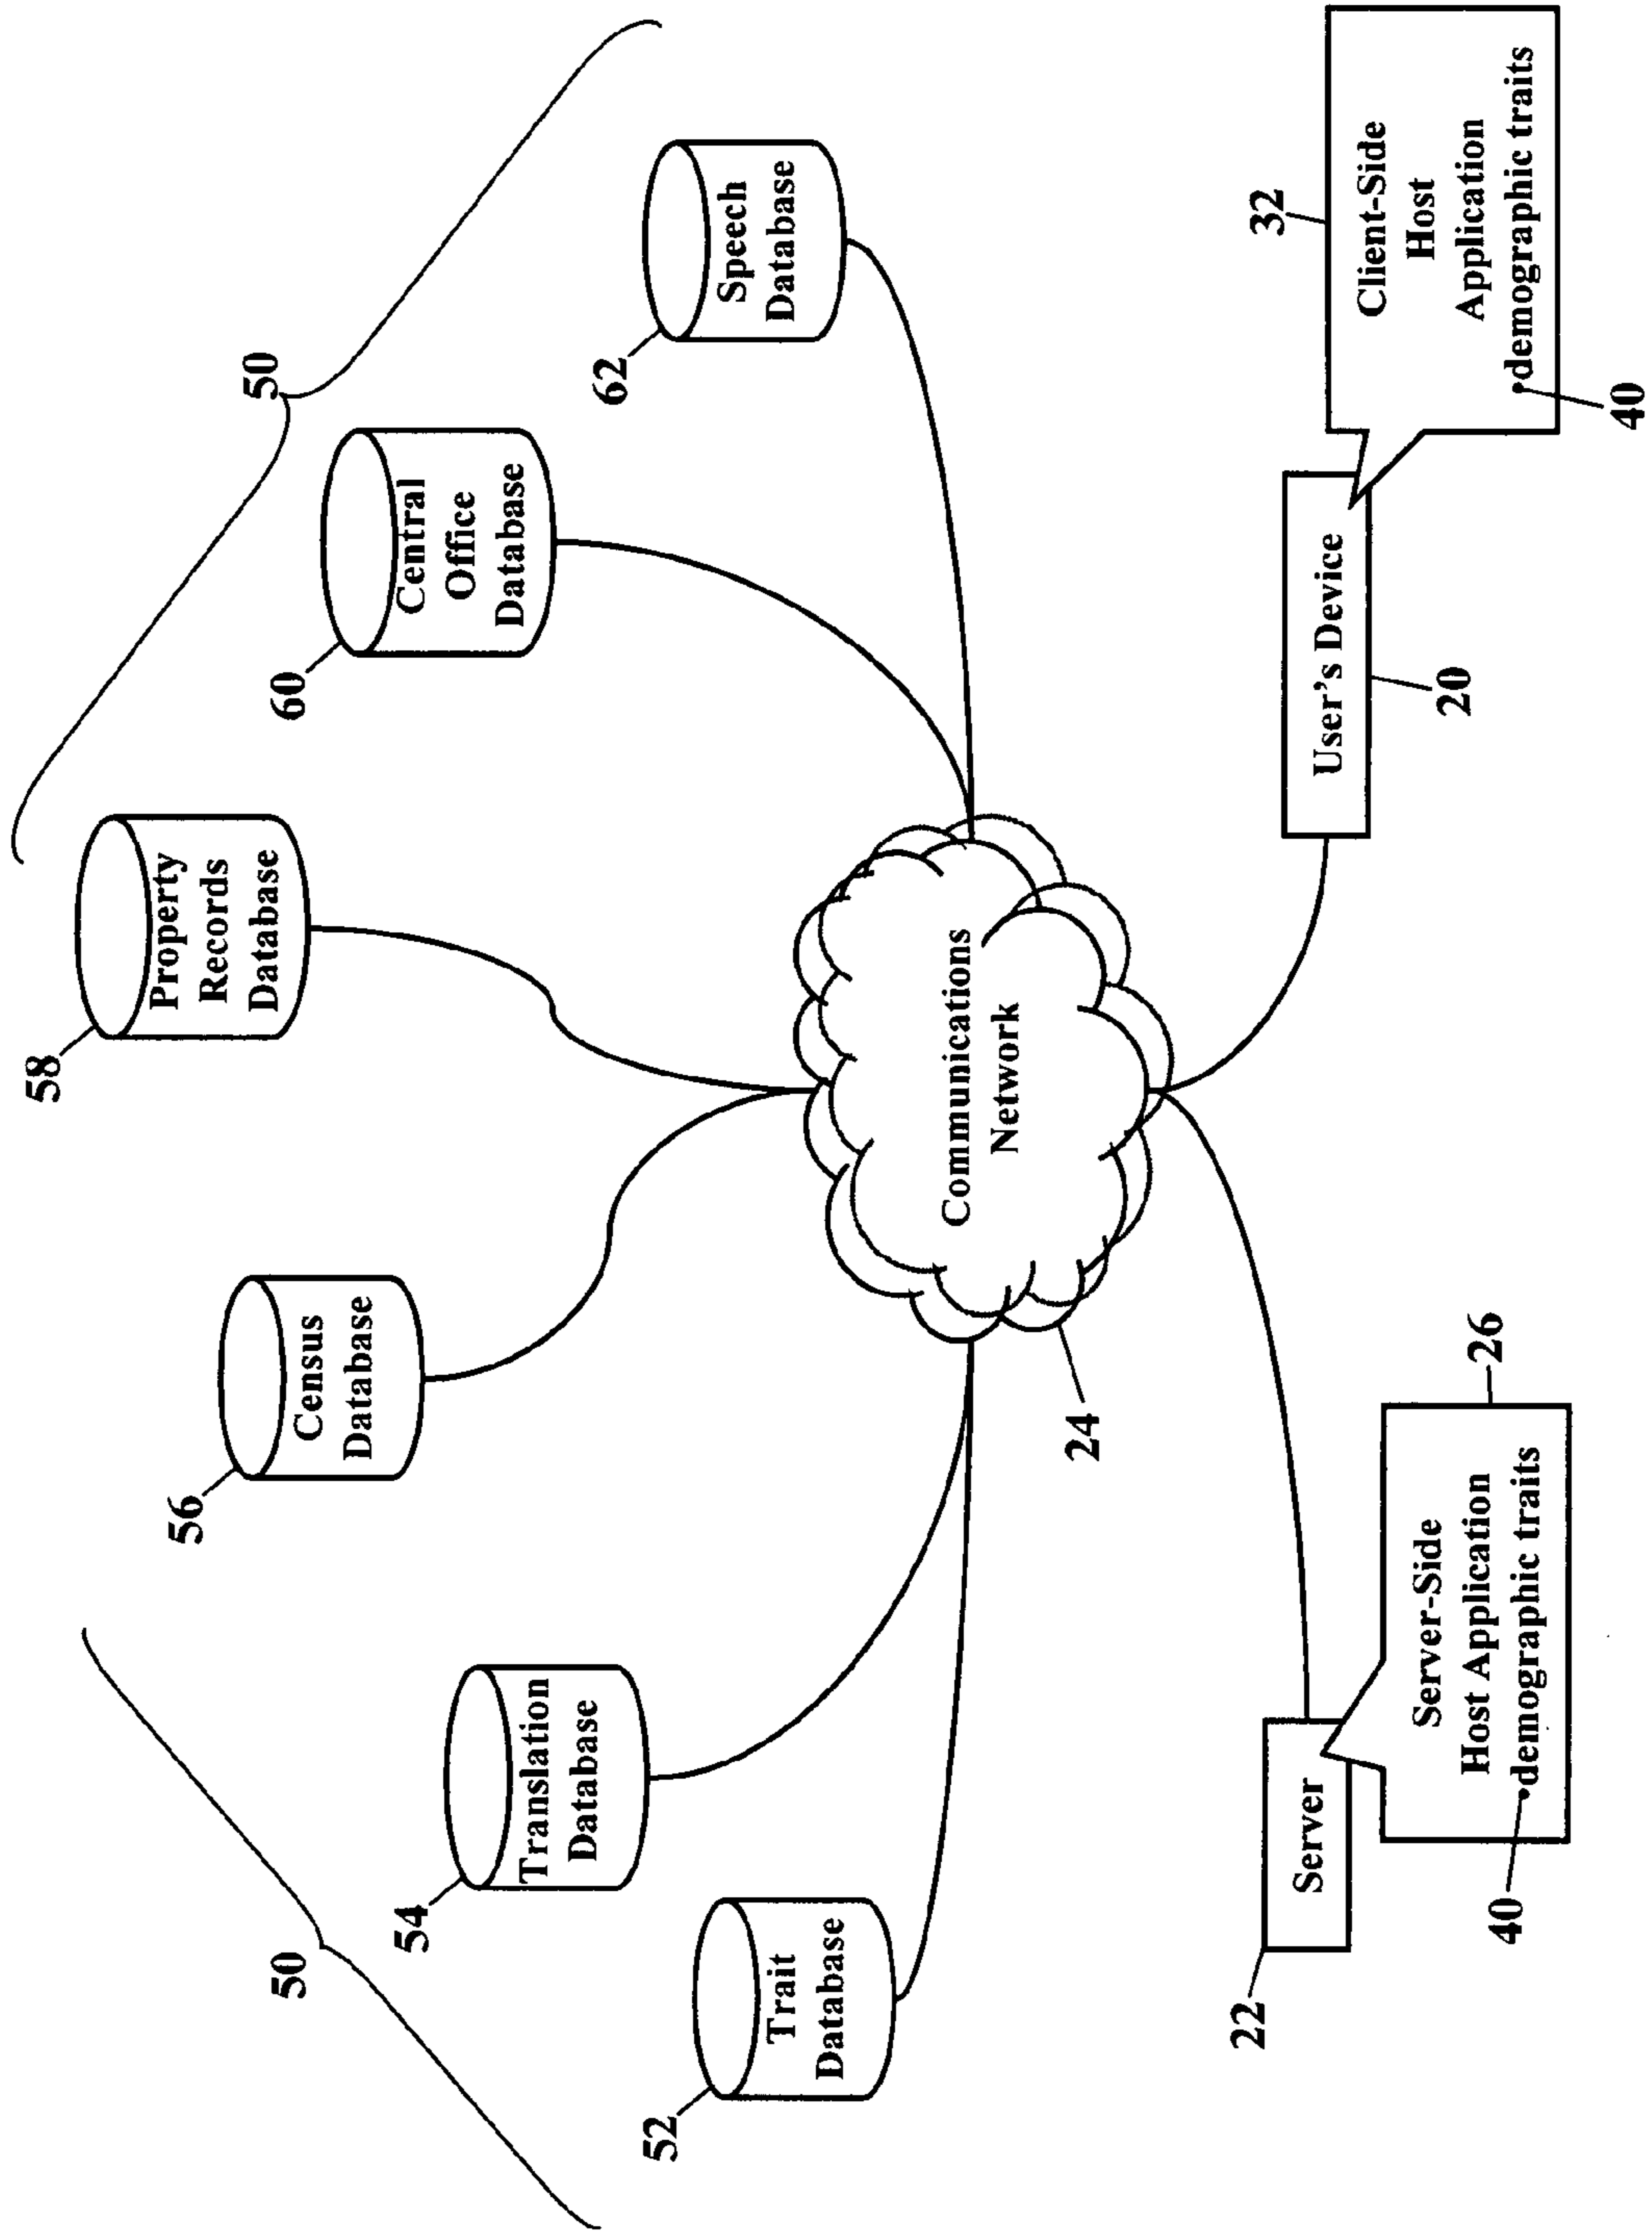 50
50
58
Property
Records
Database
56
Census
Database
60
Central
Office
Database
54
Translation
Database
62
Speech
Database
52
Trait
Database
Communications
Network
24
22
Server
User's Device
20
32
Client-Side
Host
Application
•demographic traits
40
26
Server-Side
Host Application
•demographic traits
40